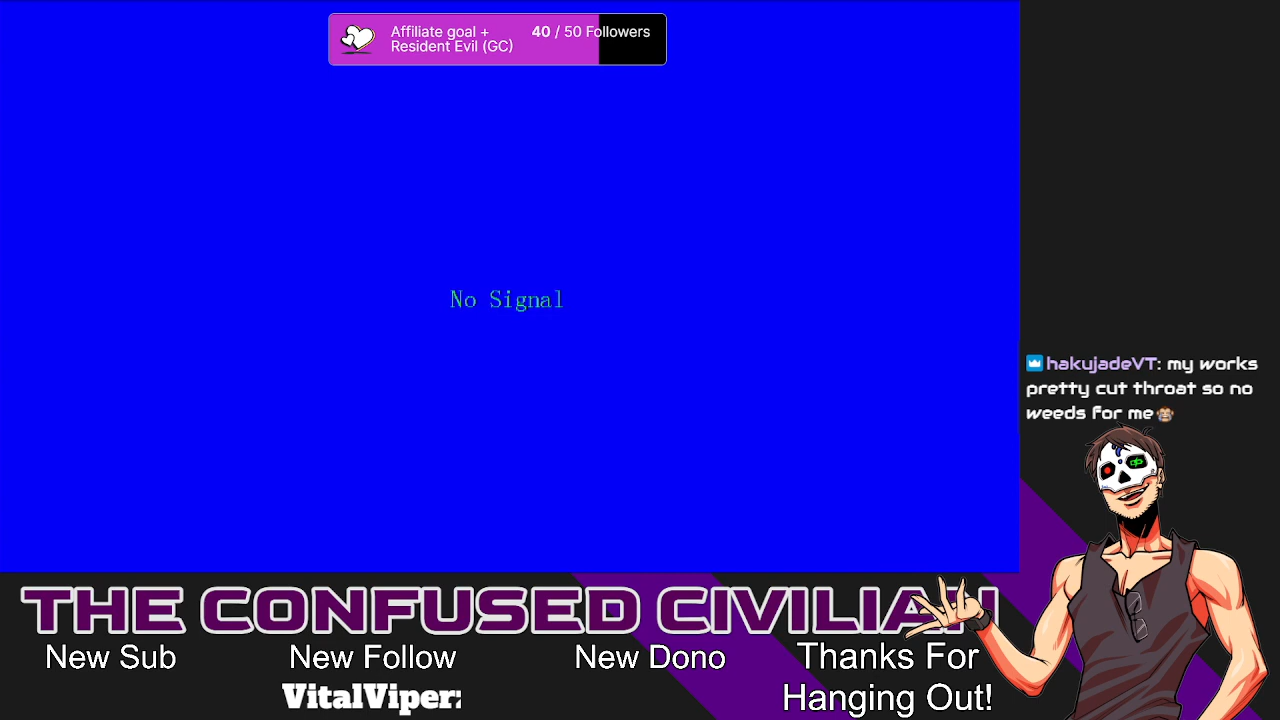 Affiliate goal +
Resident Evil (GC)
40 / 50 Followers
No Signal
hakujadeVT: my works
pretty cut throat so no
weeds for me
THE CONFUSED CIVILIAN
New Sub
New Follow
New Dono
Thanks For
Hanging Out!
VitalViper